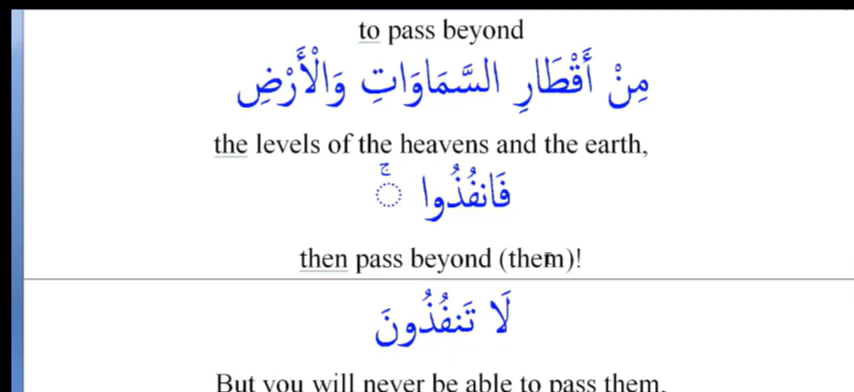 to pass beyond
مِنْ أَقْطَارِ السَّمَاوَاتِ وَالْأَرْضِ
the levels of the heavens and the earth,
فَانفُذُوا ۚ
then pass beyond (them)!
لَا تَنفُذُونَ
But you will never be able to pass them,